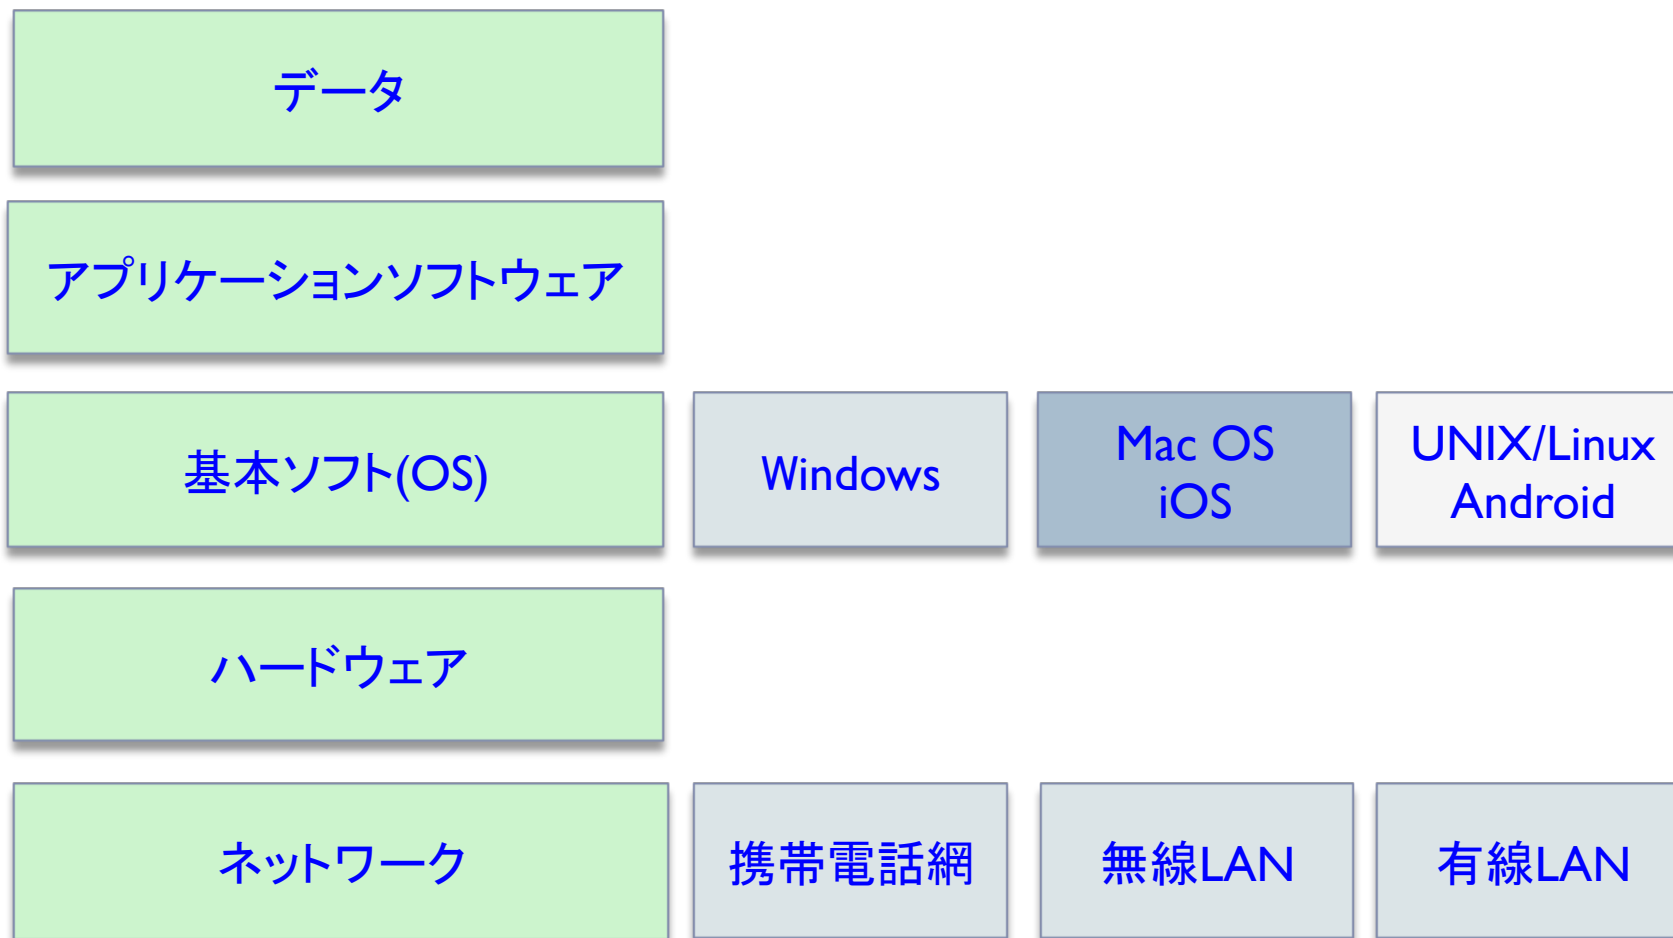 データ
アプリケーションソフトウェア
基本ソフト(OS)
Windows
Mac OS
iOS
UNIX/Linux
Android
ハードウェア
ネットワーク
携帯電話網
無線LAN
有線LAN